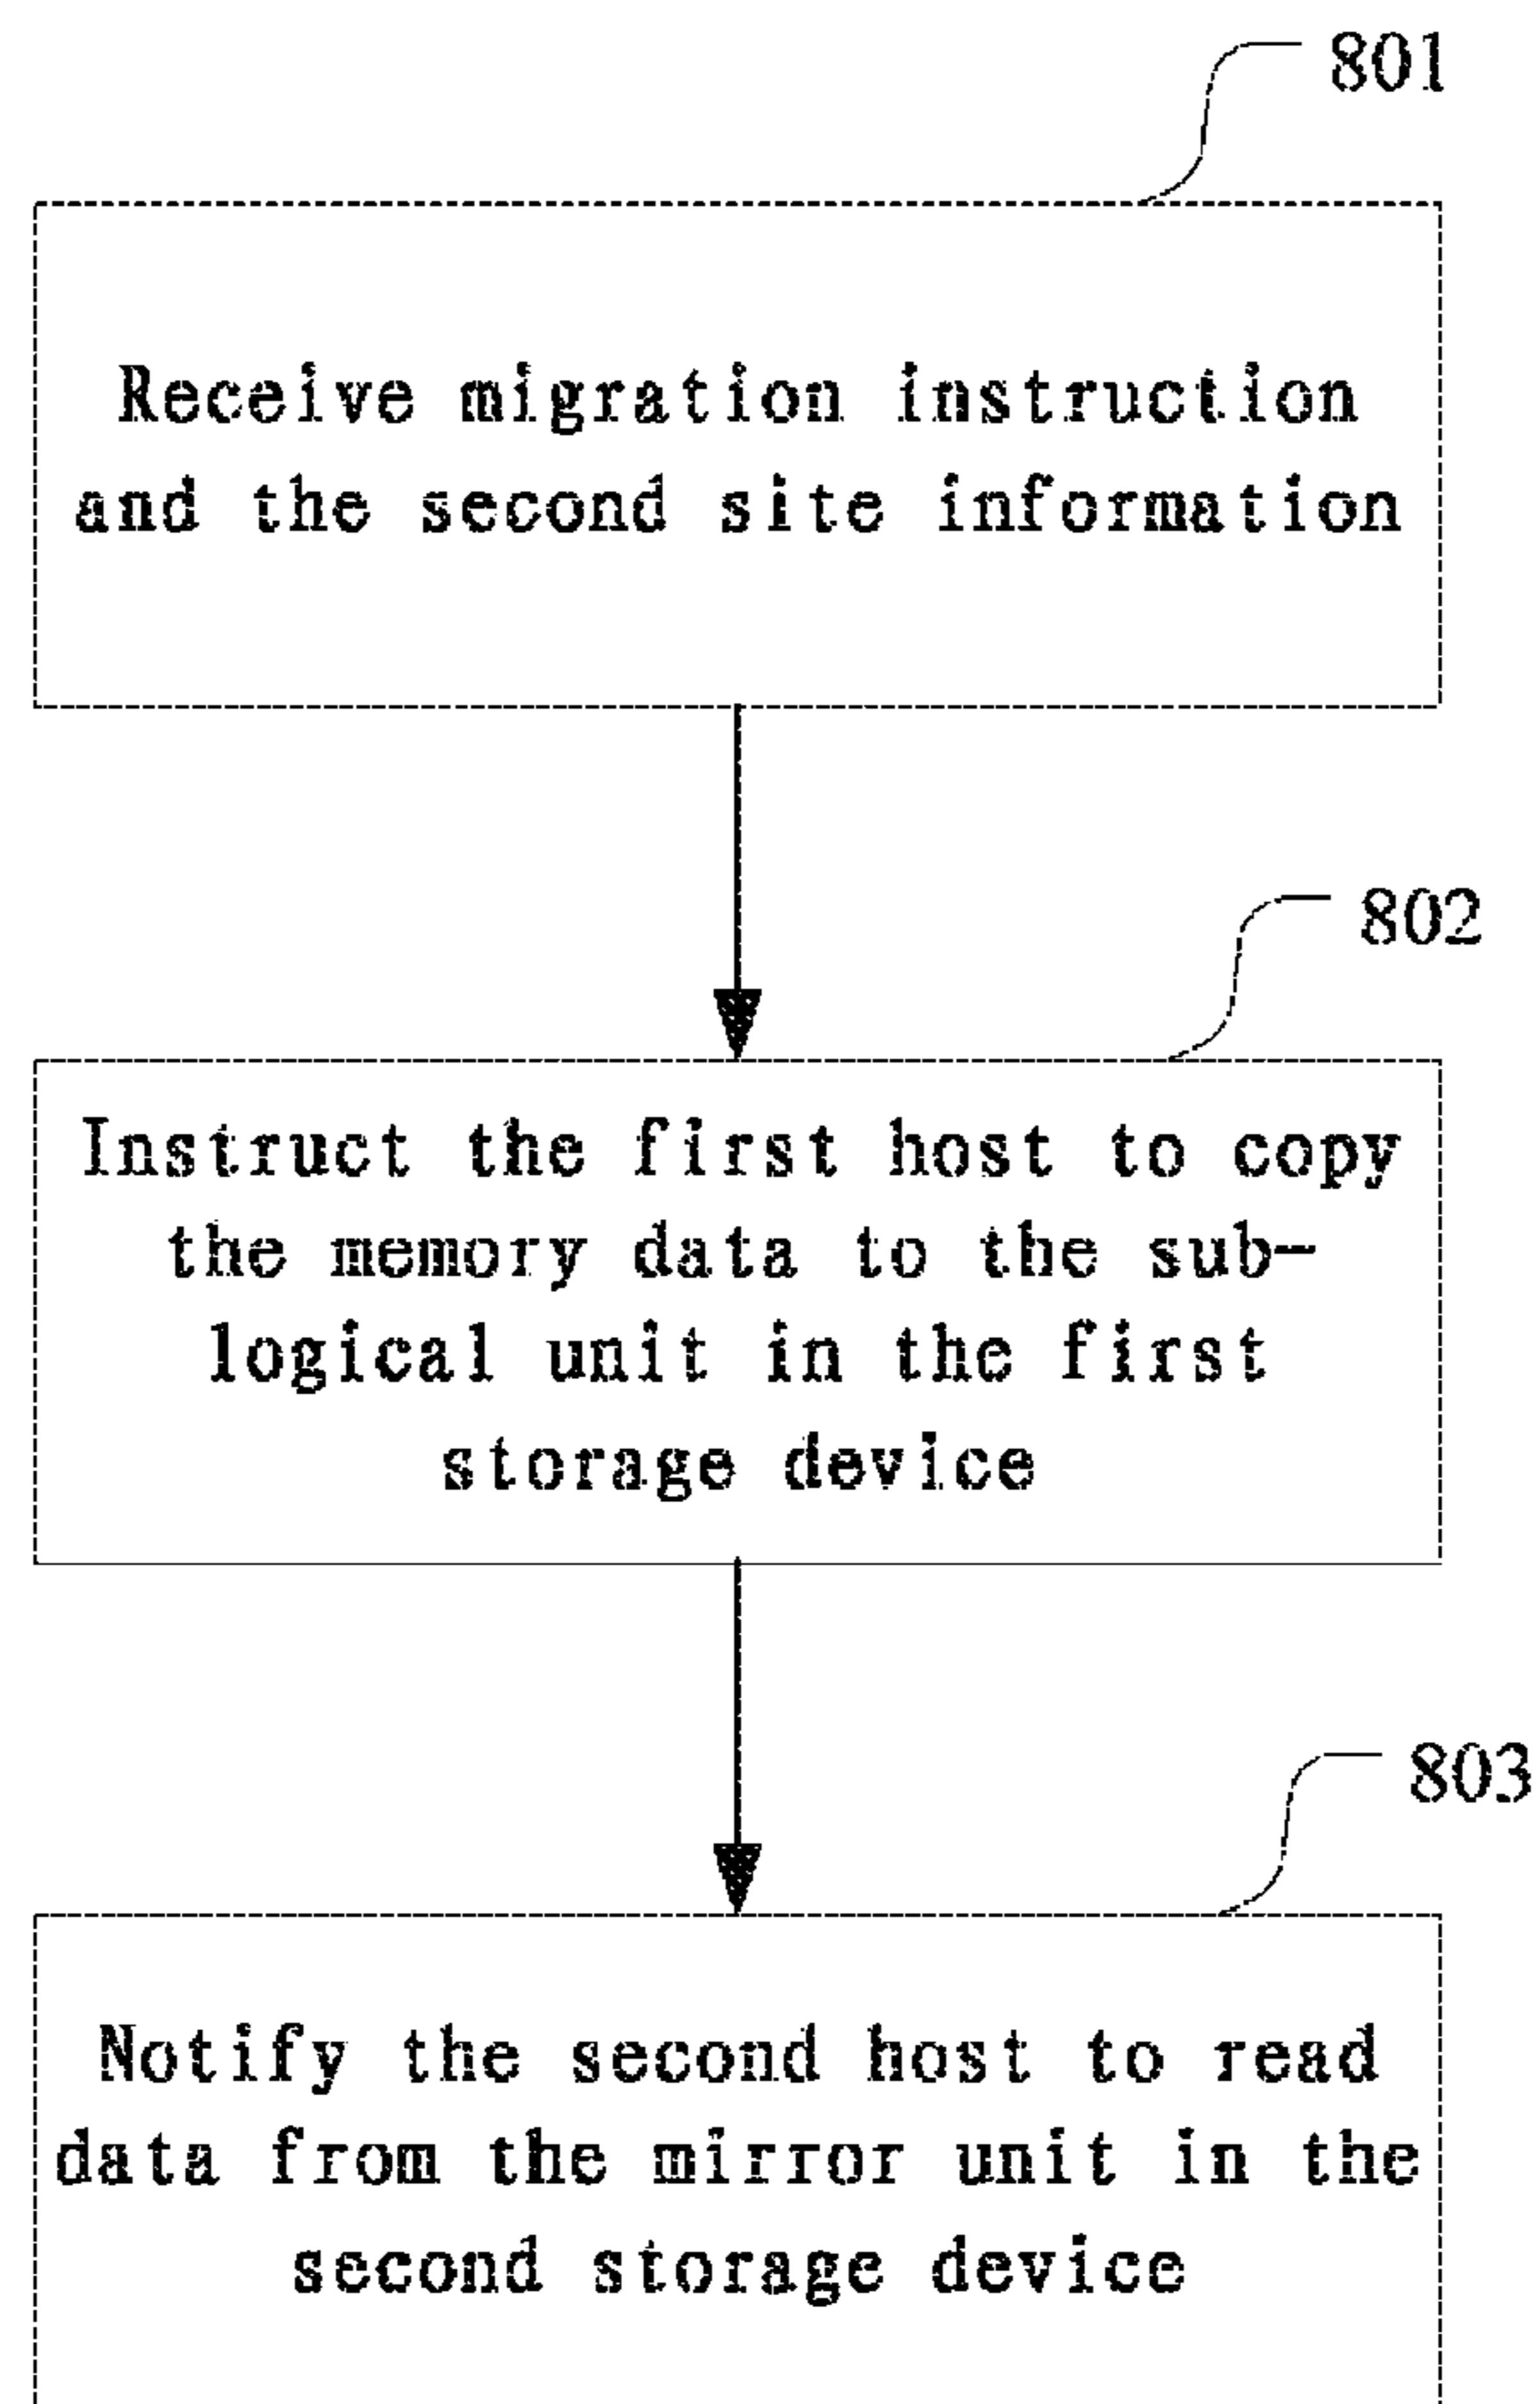 801
Receive migration instruction
and the second site information
802
Instruct the first host to copy
the memory data to the sub-
logical unit in the first
storage device
803
Notify the second host to read
data from the mirror unit in the
second storage device